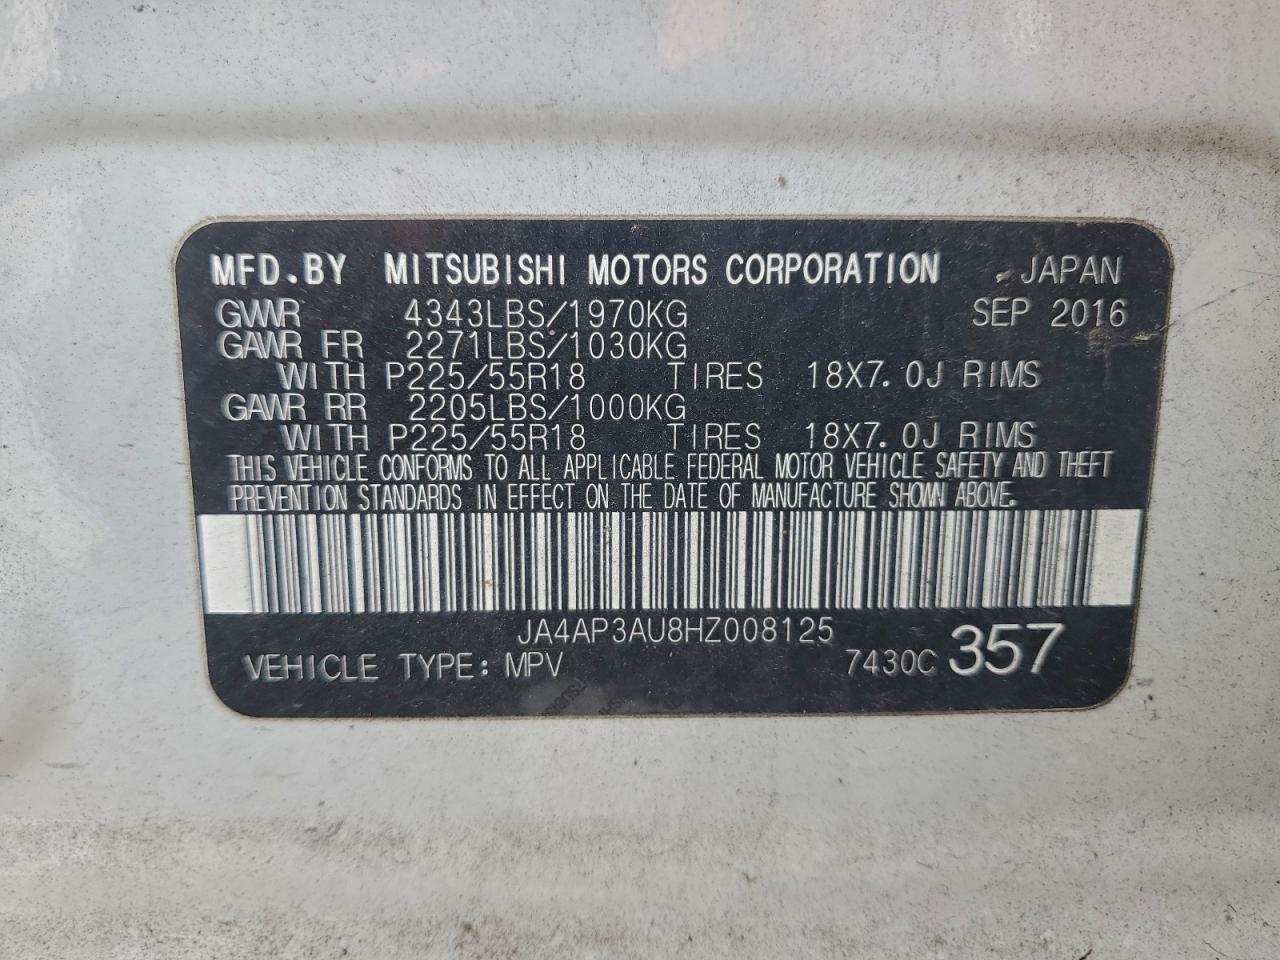 MFD.BY MITSUBISHI MOTORS CORPORATION JAPAN
GVWR 4343LBS/1970KG SEP 2016
GAWR FR 2271LBS/1030KG
WITH P225/55R18 TIRES 18X7.0J RIMS
GAWR RR 2205LBS/1000KG
WITH P225/55R18 TIRES 18X7.0J RIMS
THIS VEHICLE CONFORMS TO ALL APPLICABLE FEDERAL MOTOR VEHICLE SAFETY AND THEFT
PREVENTION STANDARDS IN EFFECT ON THE DATE OF MANUFACTURE SHOWN ABOVE.
JA4AP3AU8HZ008125
VEHICLE TYPE: MPV 7430C 357